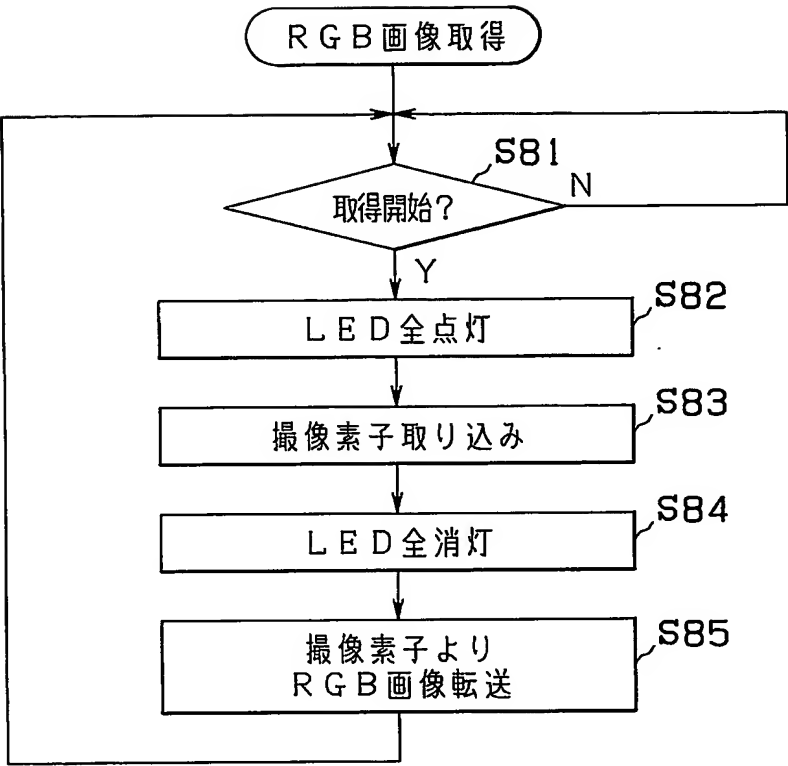 RGB画像取得
S81
取得開始?
N
Y
S82
LED全点灯
S83
撮像素子取り込み
S84
LED全消灯
S85
撮像素子より
RGB画像転送